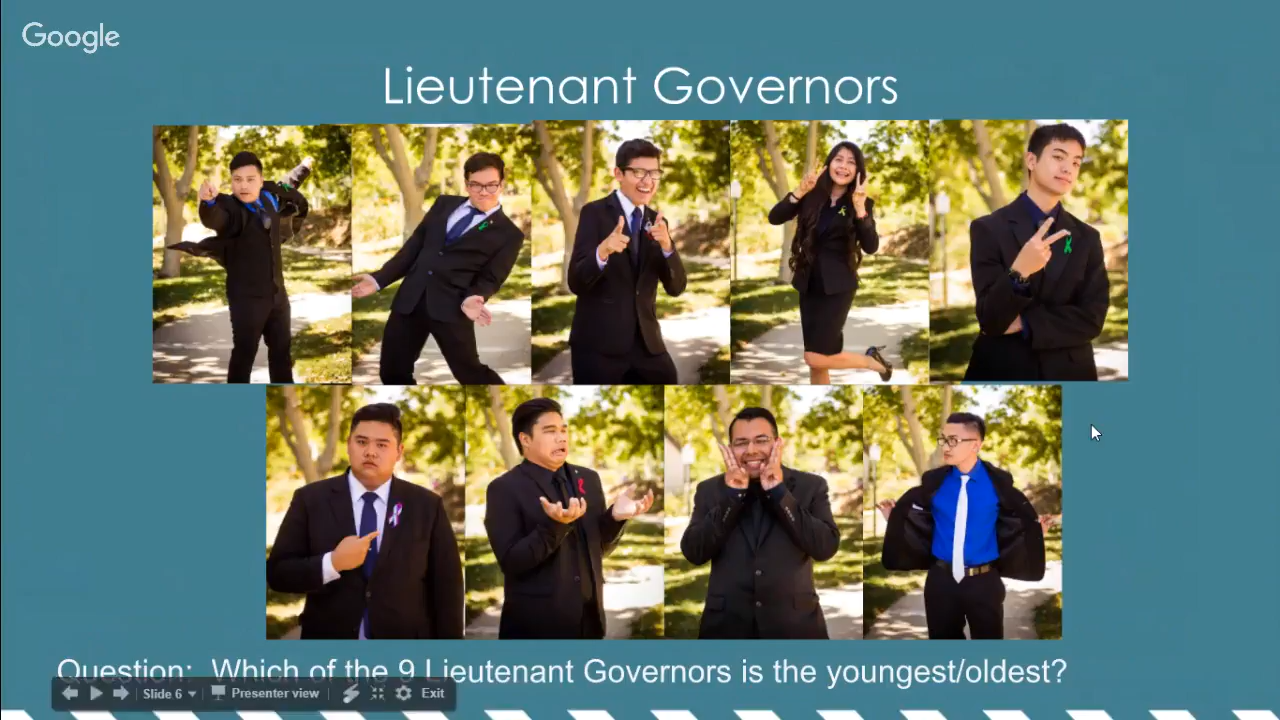 Google
Lieutenant Governors
Question: Which of the 9 Lieutenant Governors is the youngest/oldest?
Slide 6 Presenter view Exit